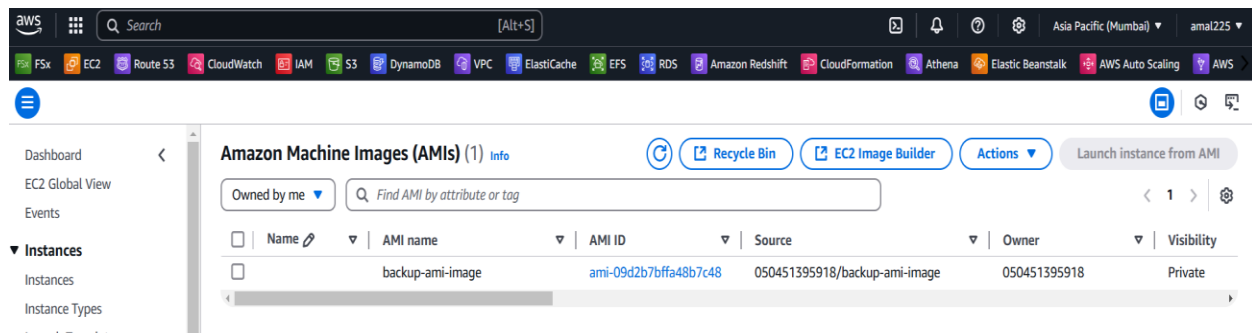 aws
Search [Alt+S]
Asia Pacific (Mumbai) ▼ amal225 ▼
FSx FSx EC2 Route 53 CloudWatch IAM S3 DynamoDB VPC ElastiCache EFS RDS Amazon Redshift CloudFormation Athena Elastic Beanstalk AWS Auto Scaling AWS
Dashboard
EC2 Global View
Events
▼ Instances
Instances
Instance Types
Amazon Machine Images (AMIs) (1) Info
Recycle Bin EC2 Image Builder Actions ▼ Launch instance from AMI
Owned by me ▼ Find AMI by attribute or tag 1
Name AMI name AMI ID Source Owner Visibility
backup-ami-image ami-09d2b7bffa48b7c48 050451395918/backup-ami-image 050451395918 Private